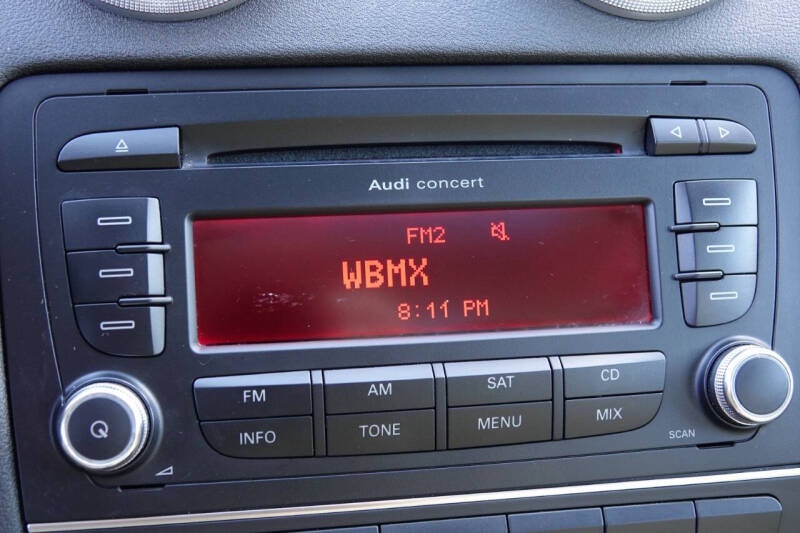 Audi concert
FM2
WBMX
8:11 PM
FM
AM
SAT
CD
INFO
TONE
MENU
MIX
SCAN